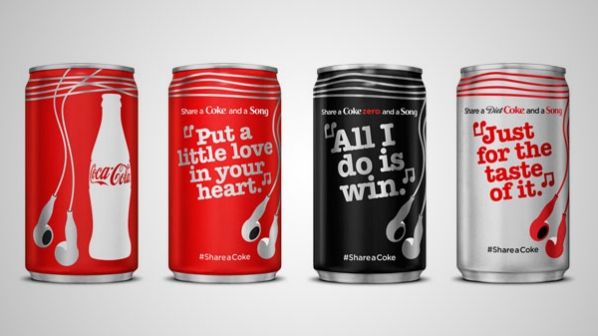 Coca-Cola
Share a Coke and a Song
“Put a
little love
in your
heart.♫
#ShareaCoke
Share a Coke zero and a Song
“All I
do is
win.♫
#ShareaCoke
Share a Diet Coke and a Song
“Just
for the
taste
of it.♫
#ShareaCoke